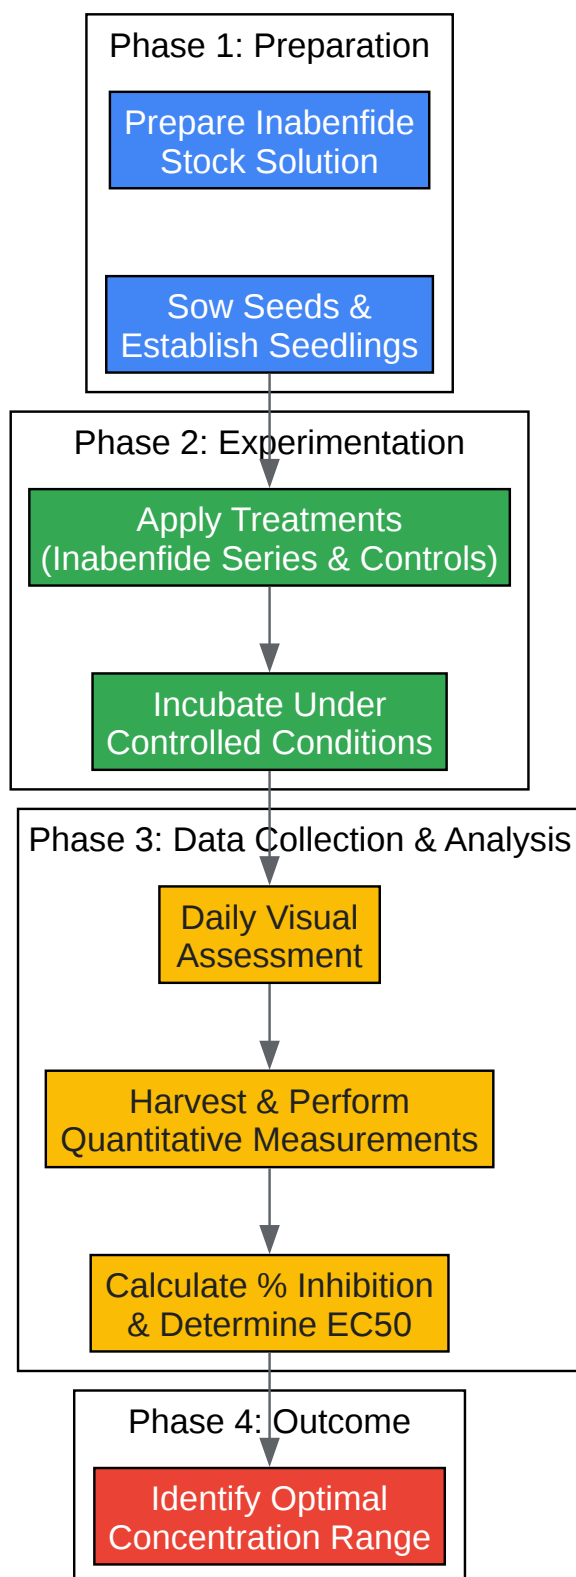 Phase 1: Preparation
Prepare Inabenfide
Stock Solution
Sow Seeds &
Establish Seedlings
Phase 2: Experimentation
Apply Treatments
(Inabenfide Series & Controls)
Incubate Under
Controlled Conditions
Phase 3: Data Collection & Analysis
Daily Visual
Assessment
Harvest & Perform
Quantitative Measurements
Calculate % Inhibition
& Determine EC50
Phase 4: Outcome
Identify Optimal
Concentration Range